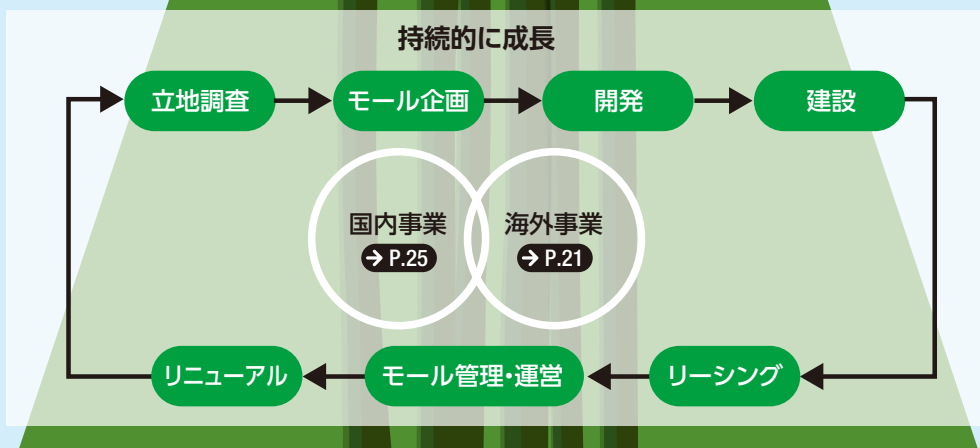 持続的に成長
立地調査
モール企画
開発
建設
国内事業
→ P.25
海外事業
→ P.21
リニューアル
モール管理・運営
リーシング